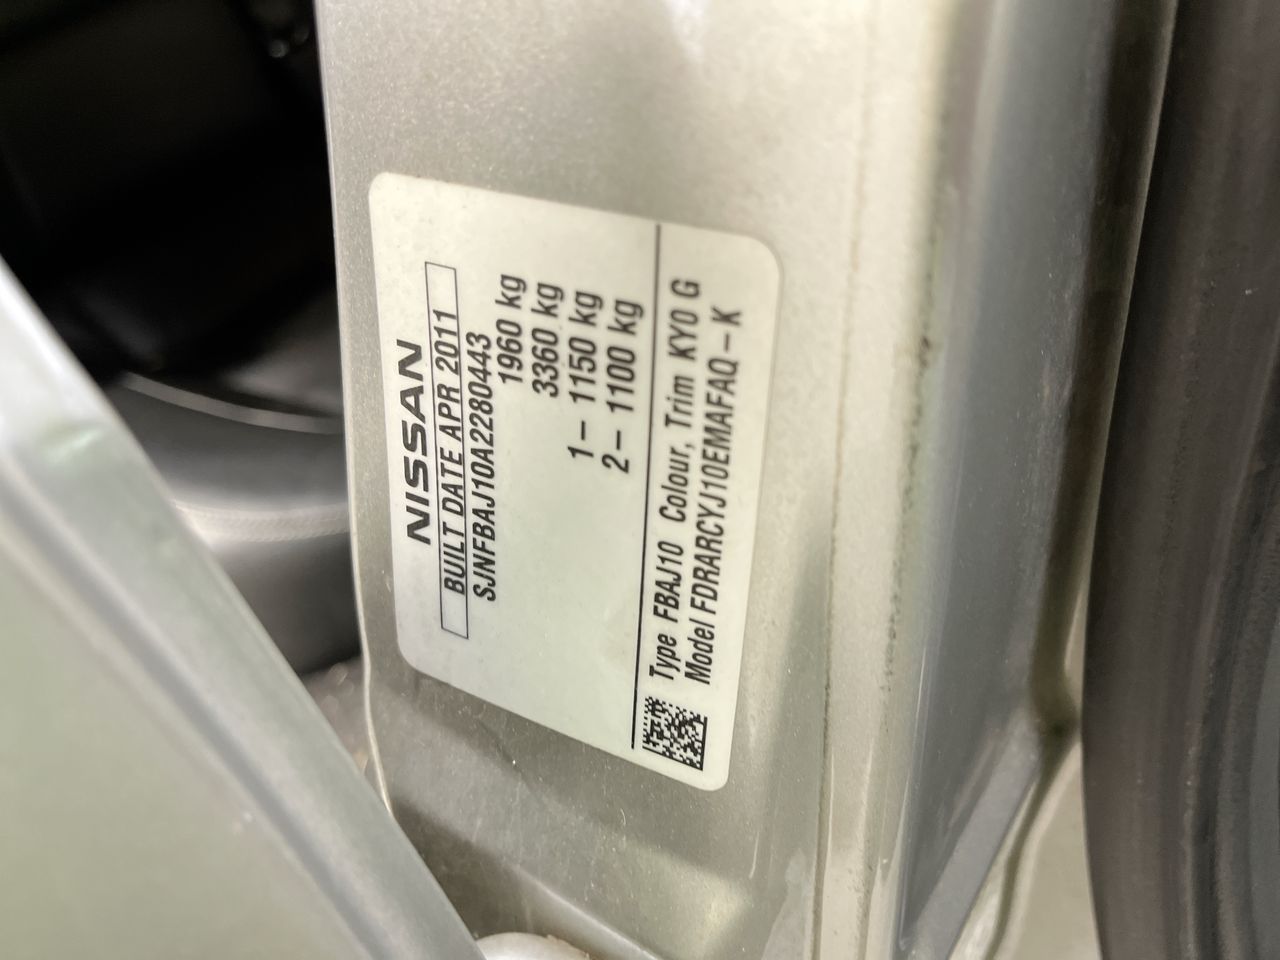 NISSAN
BUILT DATE APR 2011
SJNFBAJ10A2280443
1960 kg
3360 kg
1– 1150 kg
2– 1100 kg
Type FBAJ10 Colour, Trim KY0 G
Model FDRARCYJ10EMAFAQ–K